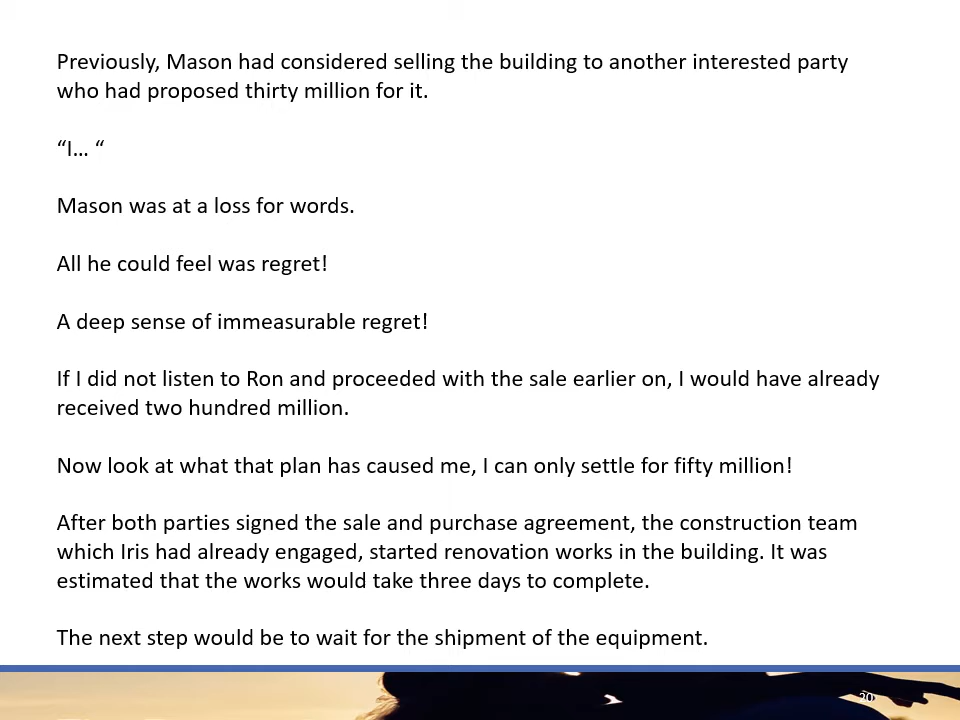 Previously, Mason had considered selling the building to another interested party
who had proposed thirty million for it.
“I… “
Mason was at a loss for words.
All he could feel was regret!
A deep sense of immeasurable regret!
If I did not listen to Ron and proceeded with the sale earlier on, I would have already
received two hundred million.
Now look at what that plan has caused me, I can only settle for fifty million!
After both parties signed the sale and purchase agreement, the construction team
which Iris had already engaged, started renovation works in the building. It was
estimated that the works would take three days to complete.
The next step would be to wait for the shipment of the equipment.
20